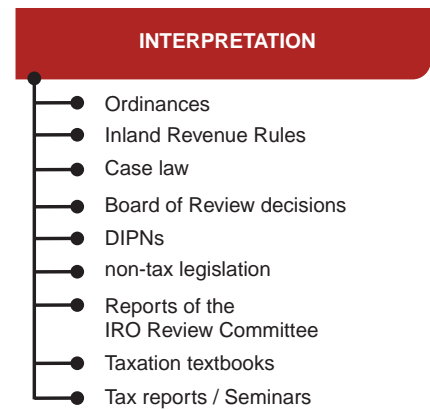 INTERPRETATION
Ordinances
Inland Revenue Rules
Case law
Board of Review decisions
DIPNs
non-tax legislation
Reports of the
IRO Review Committee
Taxation textbooks
Tax reports / Seminars